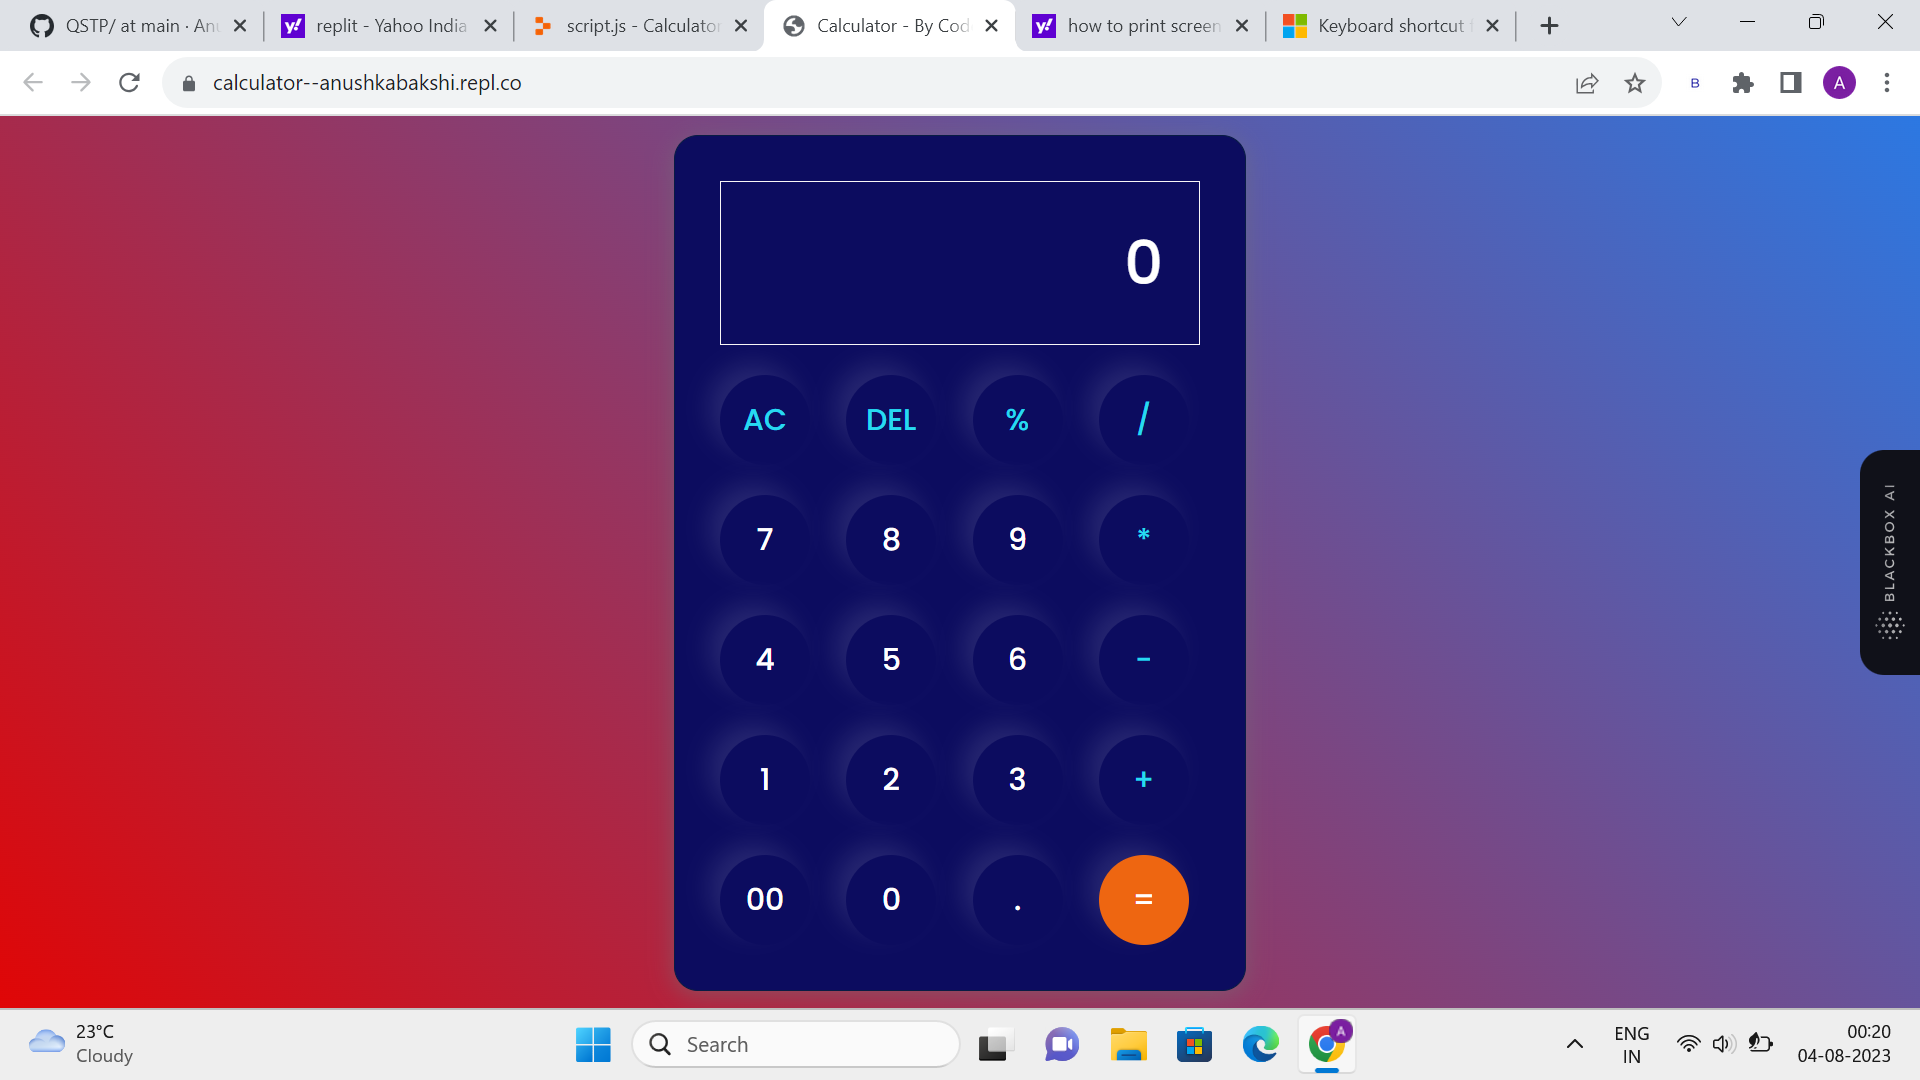 QSTP/ at main · Anu
replit - Yahoo India
script.js - Calculator
Calculator - By Cod
how to print screen
Keyboard shortcut f
calculator--anushkabakshi.repl.co
B
A
0
AC DEL % /
7 8 9 *
4 5 6 -
1 2 3 +
00 0 . =
BLACKBOX AI
23°C
Cloudy
Search
A
ENG
IN
00:20
04-08-2023